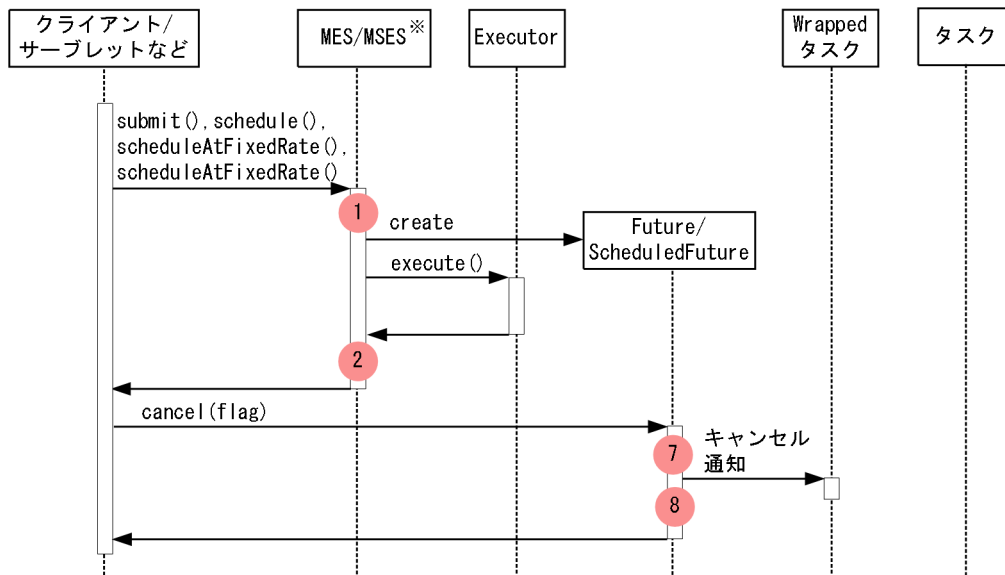 クライアント/
サーブレットなど
MES/MSES※
Executor
Wrapped
タスク
タスク
submit(),schedule(),
scheduleAtFixedRate(),
scheduleAtFixedRate()
1
create
Future/
ScheduledFuture
execute()
2
cancel(flag)
7
キャンセル
通知
8